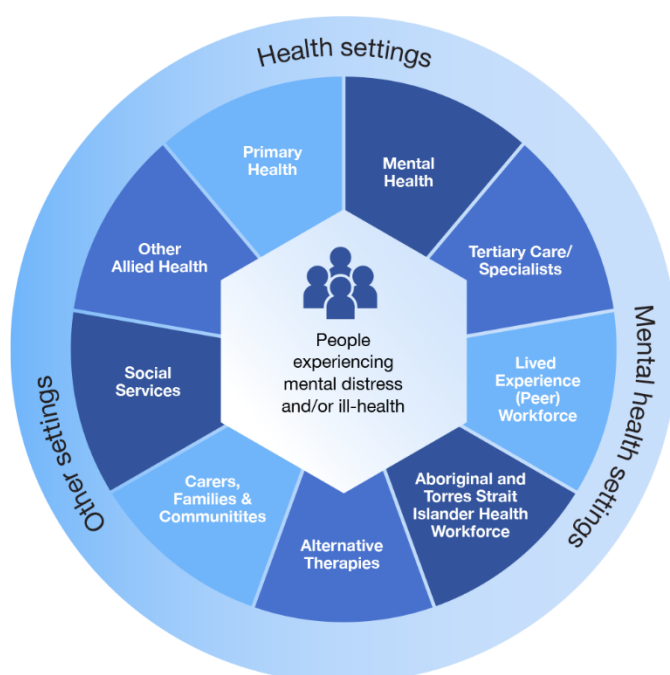 Health settings
Primary
Health
Mental
Health
Other
Allied Health
Tertiary Care/
Specialists
People
experiencing
mental distress
and/or ill-health
Social
Services
Lived
Experience
(Peer)
Workforce
Other settings
Mental health settings
Carers,
Families &
Communitites
Alternative
Therapies
Aboriginal and
Torres Strait
Islander Health
Workforce